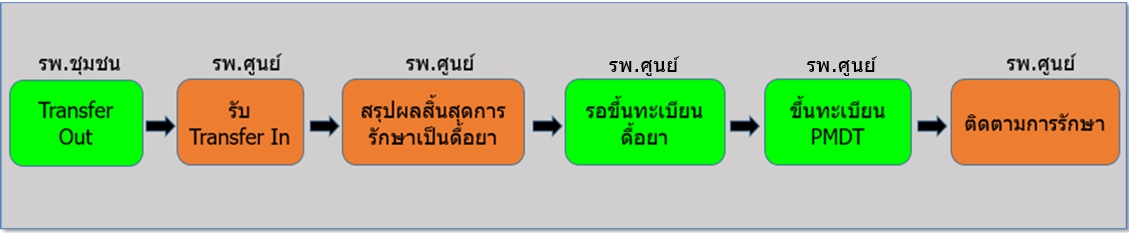 รพ.ชุมชน
Transfer
Out
รพ.ศูนย์
รับ
Transfer In
รพ.ศูนย์
สรุปผลสิ้นสุดการ
รักษาเป็นดื้อยา
รพ.ศูนย์
รอขึ้นทะเบียน
ดื้อยา
รพ.ศูนย์
ขึ้นทะเบียน
PMDT
รพ.ศูนย์
ติดตามการรักษา